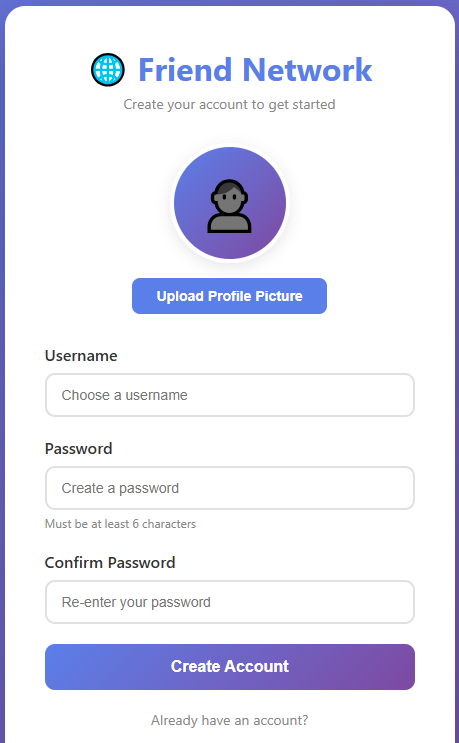 Friend Network
Create your account to get started
Upload Profile Picture
Username
Choose a username
Password
Create a password
Must be at least 6 characters
Confirm Password
Re-enter your password
Create Account
Already have an account?